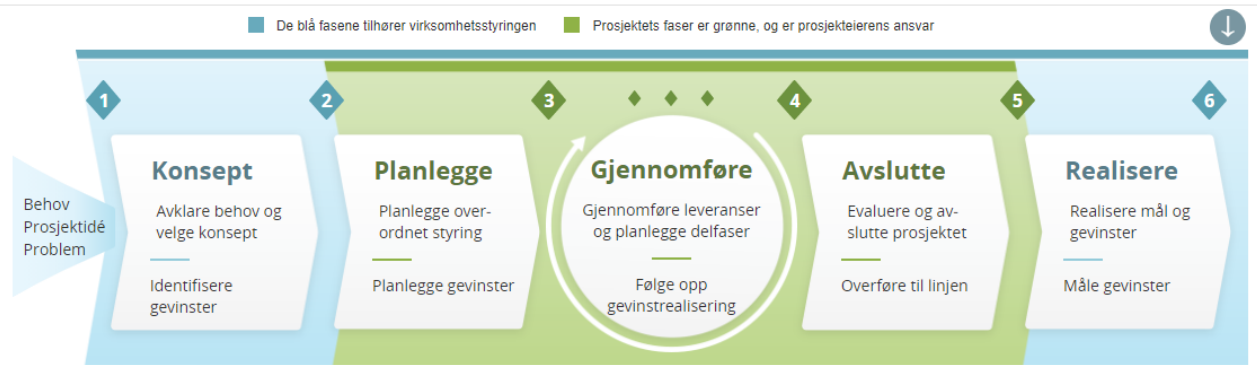 De blå fasene tilhører virksomhetsstyringen
Prosjektets faser er grønne, og er prosjekteierens ansvar
1
2
3
4
5
6
Behov
Prosjektidé
Problem
Konsept
Avklare behov og
velge konsept
Identifisere
gevinster
Planlegge
Planlegge over-
ordnet styring
Planlegge gevinster
Gjennomføre
Gjennomføre leveranser
og planlegge delfaser
Følge opp
gevinstrealisering
Avslutte
Evaluere og av-
slutte prosjektet
Overføre til linjen
Realisere
Realisere mål og
gevinster
Måle gevinster